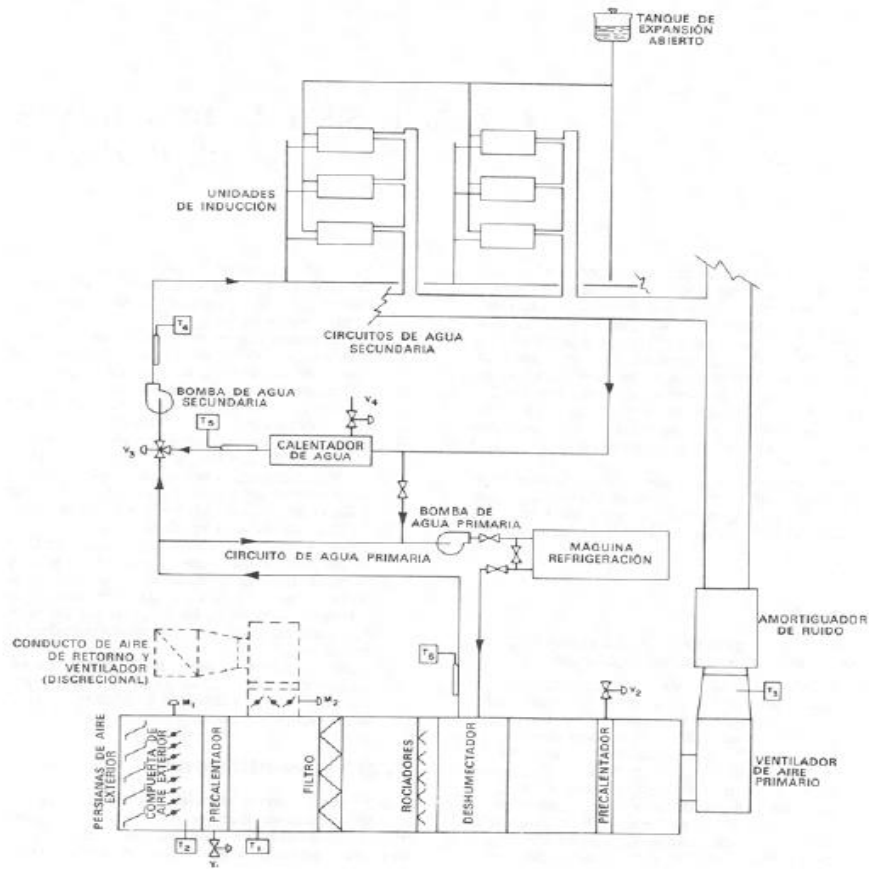 TANQUE DE
EXPANSIÓN
ABIERTO
UNIDADES
DE INDUCCIÓN
CIRCUITOS DE AGUA
SECUNDARIA
T4
BOMBA DE AGUA
SECUNDARIA
T5
V4
V3
CALENTADOR
DE AGUA
BOMBA DE
AGUA PRIMARIA
CIRCUITO DE AGUA PRIMARIA
MÁQUINA
REFRIGERACIÓN
AMORTIGUADOR
DE RUIDO
CONDUCTO DE AIRE
DE RETORNO Y
VENTILADOR
(DISCRECIONAL)
T6
M1
M2
V2
T3
PERSIANAS DE AIRE
EXTERIOR
COMPUERTA DE
AIRE EXTERIOR
PRECALENTADOR
FILTRO
ROCIADORES
DESHUMECTADOR
PRECALENTADOR
VENTILADOR
DE AIRE
PRIMARIO
T2
T1